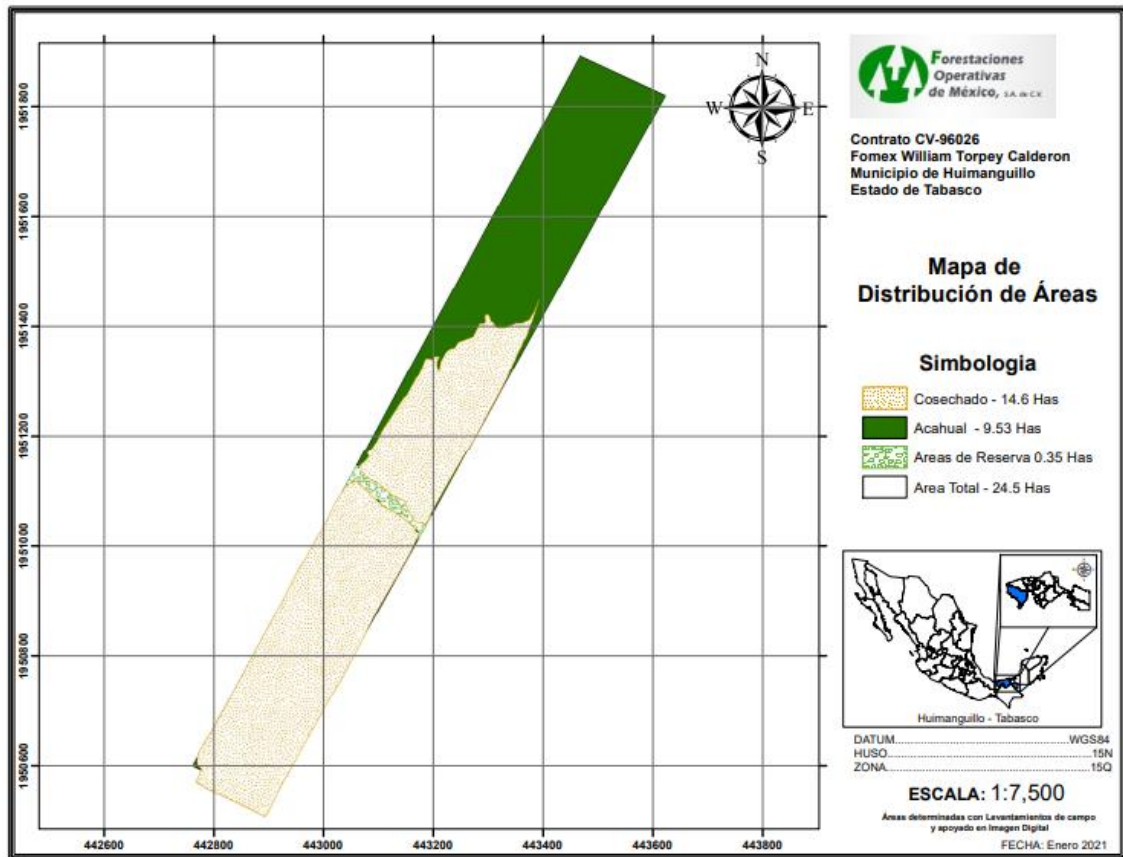 Forestaciones
Operativas
de México, S.A. de C.V.
Contrato CV-96026
Fomex William Torpey Calderon
Municipio de Huimanguillo
Estado de Tabasco
Mapa de
Distribución de Áreas
Simbologia
Cosechado - 14.6 Has
Acahual - 9.53 Has
Areas de Reserva 0.35 Has
Area Total - 24.5 Has
Huimanguillo - Tabasco
DATUM WGS84
HUSO 15N
ZONA 15Q
ESCALA: 1:7,500
Áreas determinadas con Levantamientos de campo
y apoyado en Imagen Digital
FECHA: Enero 2021
N
W E
S
1951800
1951600
1951400
1951200
1951000
1950800
1950600
442600 442800 443000 443200 443400 443600 443800